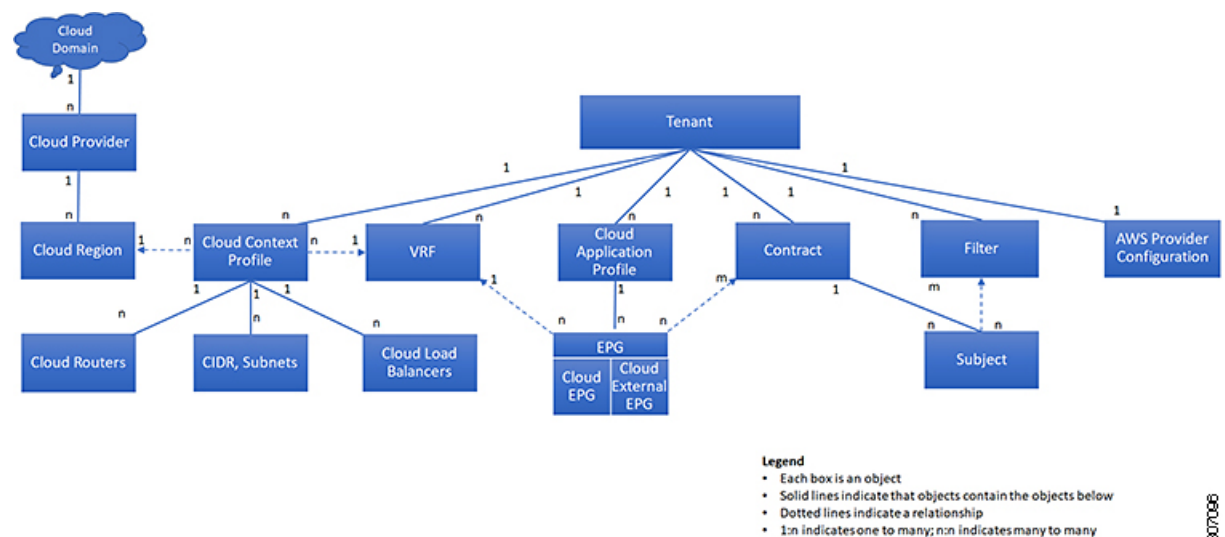 Cloud
Domain
1
n
Cloud Provider
1
n
Cloud Region
Tenant
1
1
1
1
1
1
n
n
n
n
n
1
Cloud Context
Profile
VRF
Cloud
Application
Profile
Contract
Filter
AWS Provider
Configuration
1
n
n
1
1
1
1
1
1
m
1
m
n
n
n
n
n
n
n
n
Cloud Routers
CIDR, Subnets
Cloud Load
Balancers
EPG
Cloud
EPG
Cloud
External
EPG
Subject
Legend
• Each box is an object
• Solid lines indicate that objects contain the objects below
• Dotted lines indicate a relationship
• 1:n indicates one to many; n:n indicates many to many